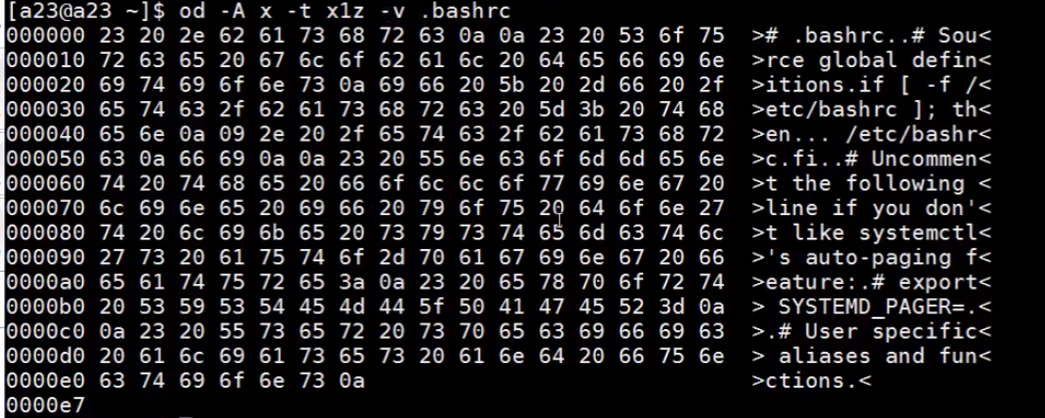 [a23@a23 ~]$ od -A x -t x1z -v .bashrc
000000 23 20 2e 62 61 73 68 72 63 0a 0a 23 20 53 6f 75  ># .bashrc..# Sou<
000010 72 63 65 20 67 6c 6f 62 61 6c 20 64 65 66 69 6e  >rce global defin<
000020 69 74 69 6f 6e 73 0a 69 66 20 5b 20 2d 66 20 2f  >itions.if [ -f /<
000030 65 74 63 2f 62 61 73 68 72 63 20 5d 3b 20 74 68  >etc/bashrc ]; th<
000040 65 6e 0a 09 2e 20 2f 65 74 63 2f 62 61 73 68 72  >en... /etc/bashr<
000050 63 0a 66 69 0a 0a 23 20 55 6e 63 6f 6d 6d 65 6e  >c.fi..# Uncommen<
000060 74 20 74 68 65 20 66 6f 6c 6c 6f 77 69 6e 67 20  >t the following <
000070 6c 69 6e 65 20 69 66 20 79 6f 75 20 64 6f 6e 27  >line if you don'<
000080 74 20 6c 69 6b 65 20 73 79 73 74 65 6d 63 74 6c  >t like systemctl<
000090 27 73 20 61 75 74 6f 2d 70 61 67 69 6e 67 20 66  >'s auto-paging f<
0000a0 65 61 74 75 72 65 3a 0a 23 20 65 78 70 6f 72 74  >eature:.# export<
0000b0 20 53 59 53 54 45 4d 44 5f 50 41 47 45 52 3d 0a  > SYSTEMD_PAGER=.<
0000c0 0a 23 20 55 73 65 72 20 73 70 65 63 69 66 69 63  >.# User specific<
0000d0 20 61 6c 69 61 73 65 73 20 61 6e 64 20 66 75 6e  > aliases and fun<
0000e0 63 74 69 6f 6e 73 0a  >ctions.<
0000e7